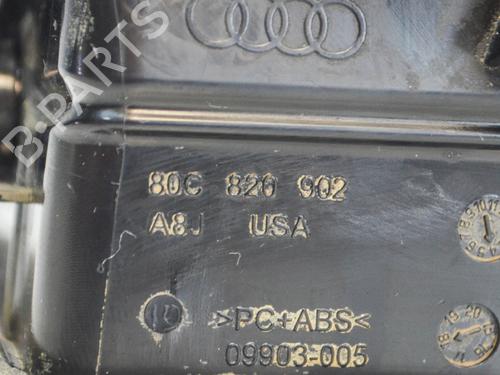 B-PARTS
80C 820 902
A8J USA
>PC+ABS<
09903-005